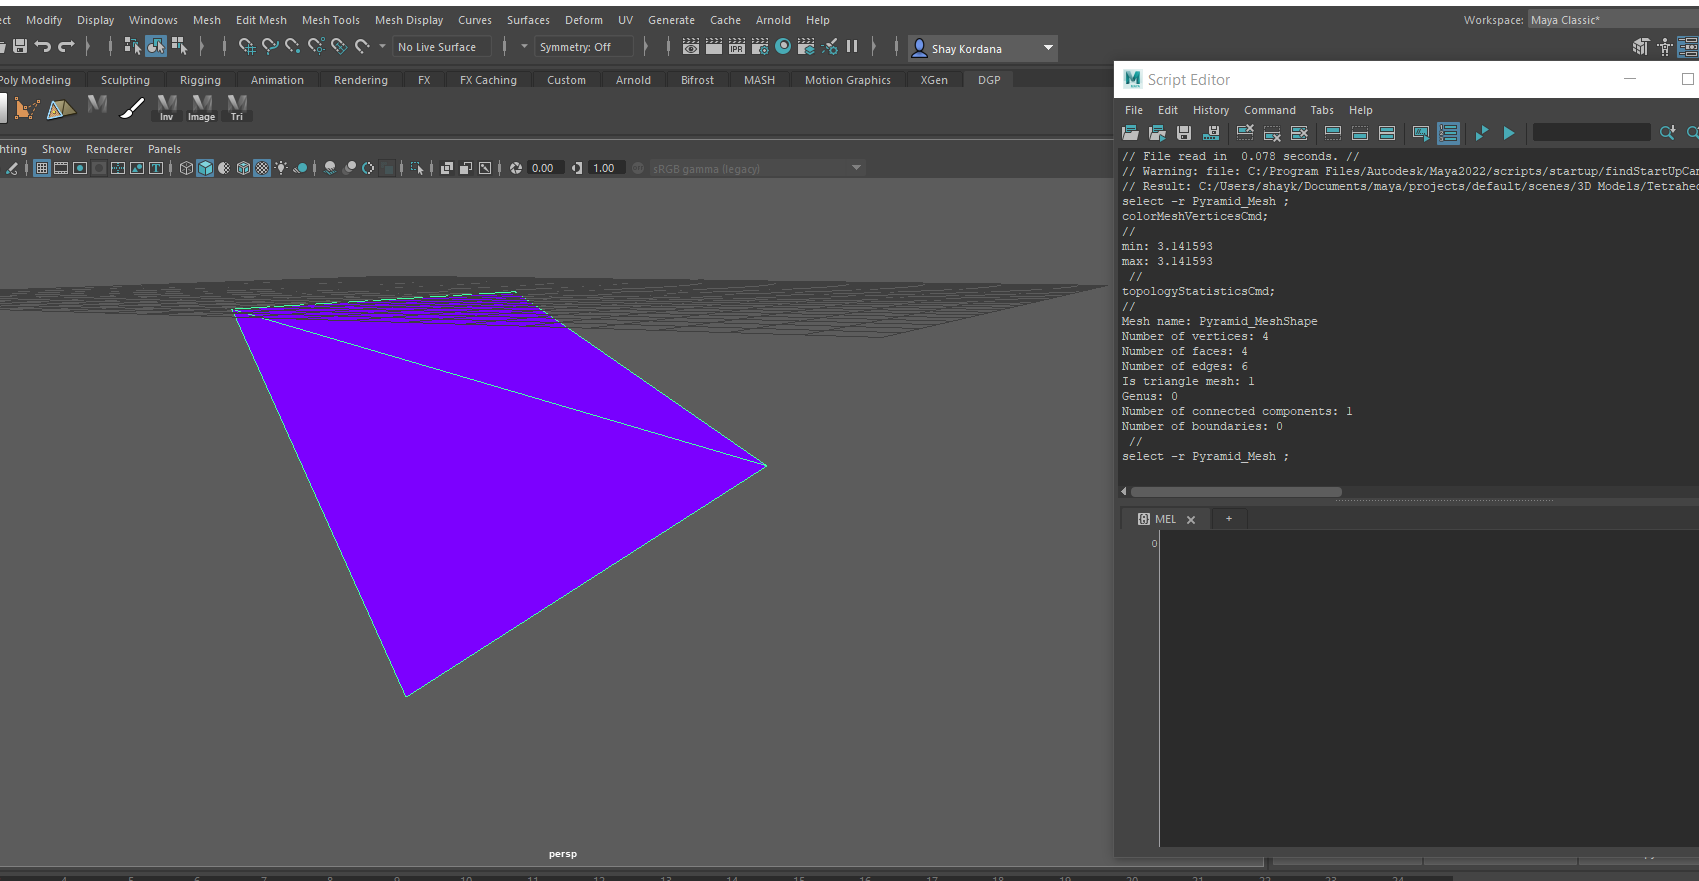 Modify Display Windows Mesh Edit Mesh Mesh Tools Mesh Display Curves Surfaces Deform UV Generate Cache Arnold Help
Workspace: Maya Classic*
No Live Surface Symmetry: Off IPR Shay Kordana
Poly Modeling Sculpting Rigging Animation Rendering FX FX Caching Custom Arnold Bifrost MASH Motion Graphics XGen DGP
Inv Image Tri
Show Renderer Panels
0.00 1.00 sRGB gamma (legacy)
persp
Script Editor
File Edit History Command Tabs Help
// File read in  0.078 seconds. //
// Warning: file: C:/Program Files/Autodesk/Maya2022/scripts/startup/findStartUpCam
// Result: C:/Users/shayk/Documents/maya/projects/default/scenes/3D Models/Tetrahed
select -r Pyramid_Mesh ;
colorMeshVerticesCmd;
//
min: 3.141593
max: 3.141593
//
topologyStatisticsCmd;
//
Mesh name: Pyramid_MeshShape
Number of vertices: 4
Number of faces: 4
Number of edges: 6
Is triangle mesh: 1
Genus: 0
Number of connected components: 1
Number of boundaries: 0
//
select -r Pyramid_Mesh ;
MEL +
0